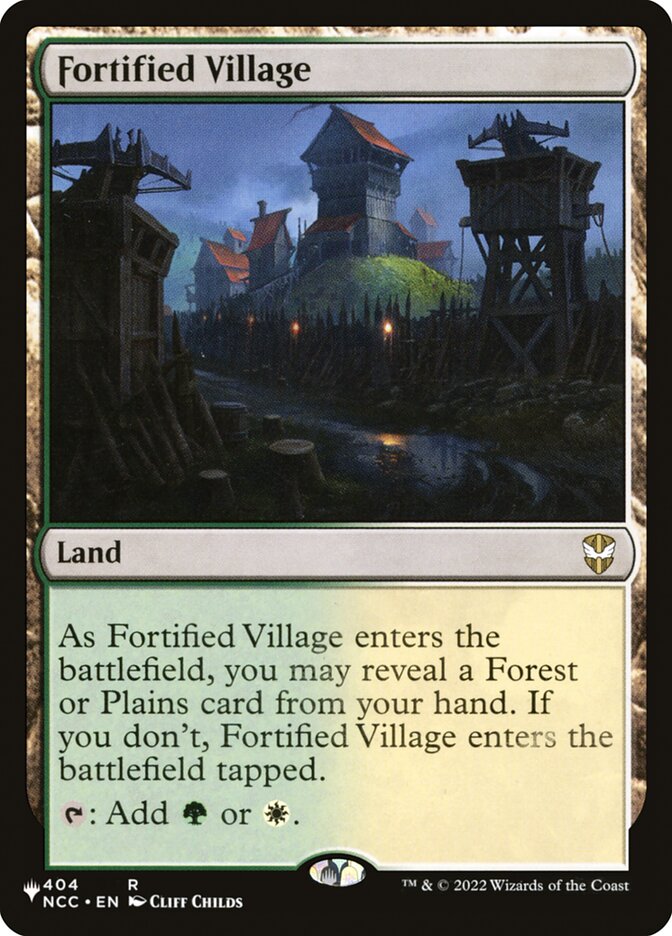 Fortified Village
Land
As Fortified Village enters the
battlefield, you may reveal a Forest
or Plains card from your hand. If
you don't, Fortified Village enters the
battlefield tapped.
: Add or .
404 R
NCC • EN Cliff Childs
™ & © 2022 Wizards of the Coast